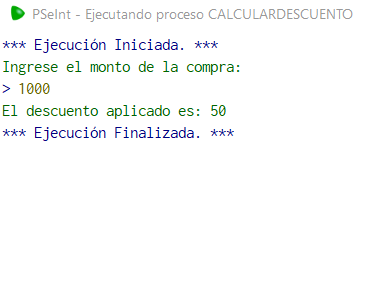 PSeInt - Ejecutando proceso CALCULARDESCUENTO
*** Ejecución Iniciada. ***
Ingrese el monto de la compra:
> 1000
El descuento aplicado es: 50
*** Ejecución Finalizada. ***